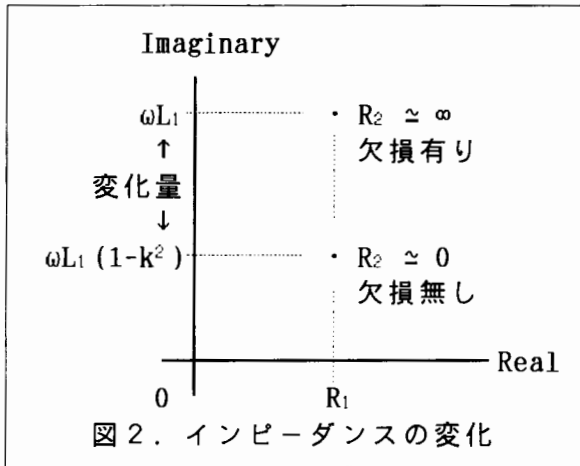 Imaginary
ωL₁ R₂ ≃ ∞
↑ 欠損有り
変化量
↓
ωL₁(1-k²) R₂ ≃ 0
欠損無し
Real
0 R₁
図2. インピーダンスの変化